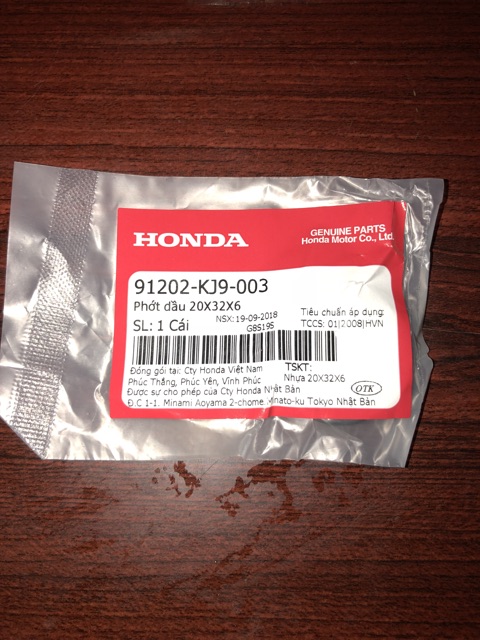 HONDA
GENUINE PARTS
Honda Motor Co., Ltd.
91202-KJ9-003
Phớt dầu 20X32X6
NSX: 19-09-2018
Tiêu chuẩn áp dụng:
SL: 1 Cái
G8S19S
TCCS: 01|2008|HVN
Đóng gói tại: Cty Honda Việt Nam
TSKT:
Phúc Thắng, Phúc Yên, Vĩnh Phúc
Nhựa 20X32X6
Được sự cho phép của Cty Honda Nhật Bản
OTK
Đ.C 1-1. Minami Aoyama 2-chome Minato-ku Tokyo Nhật Bản